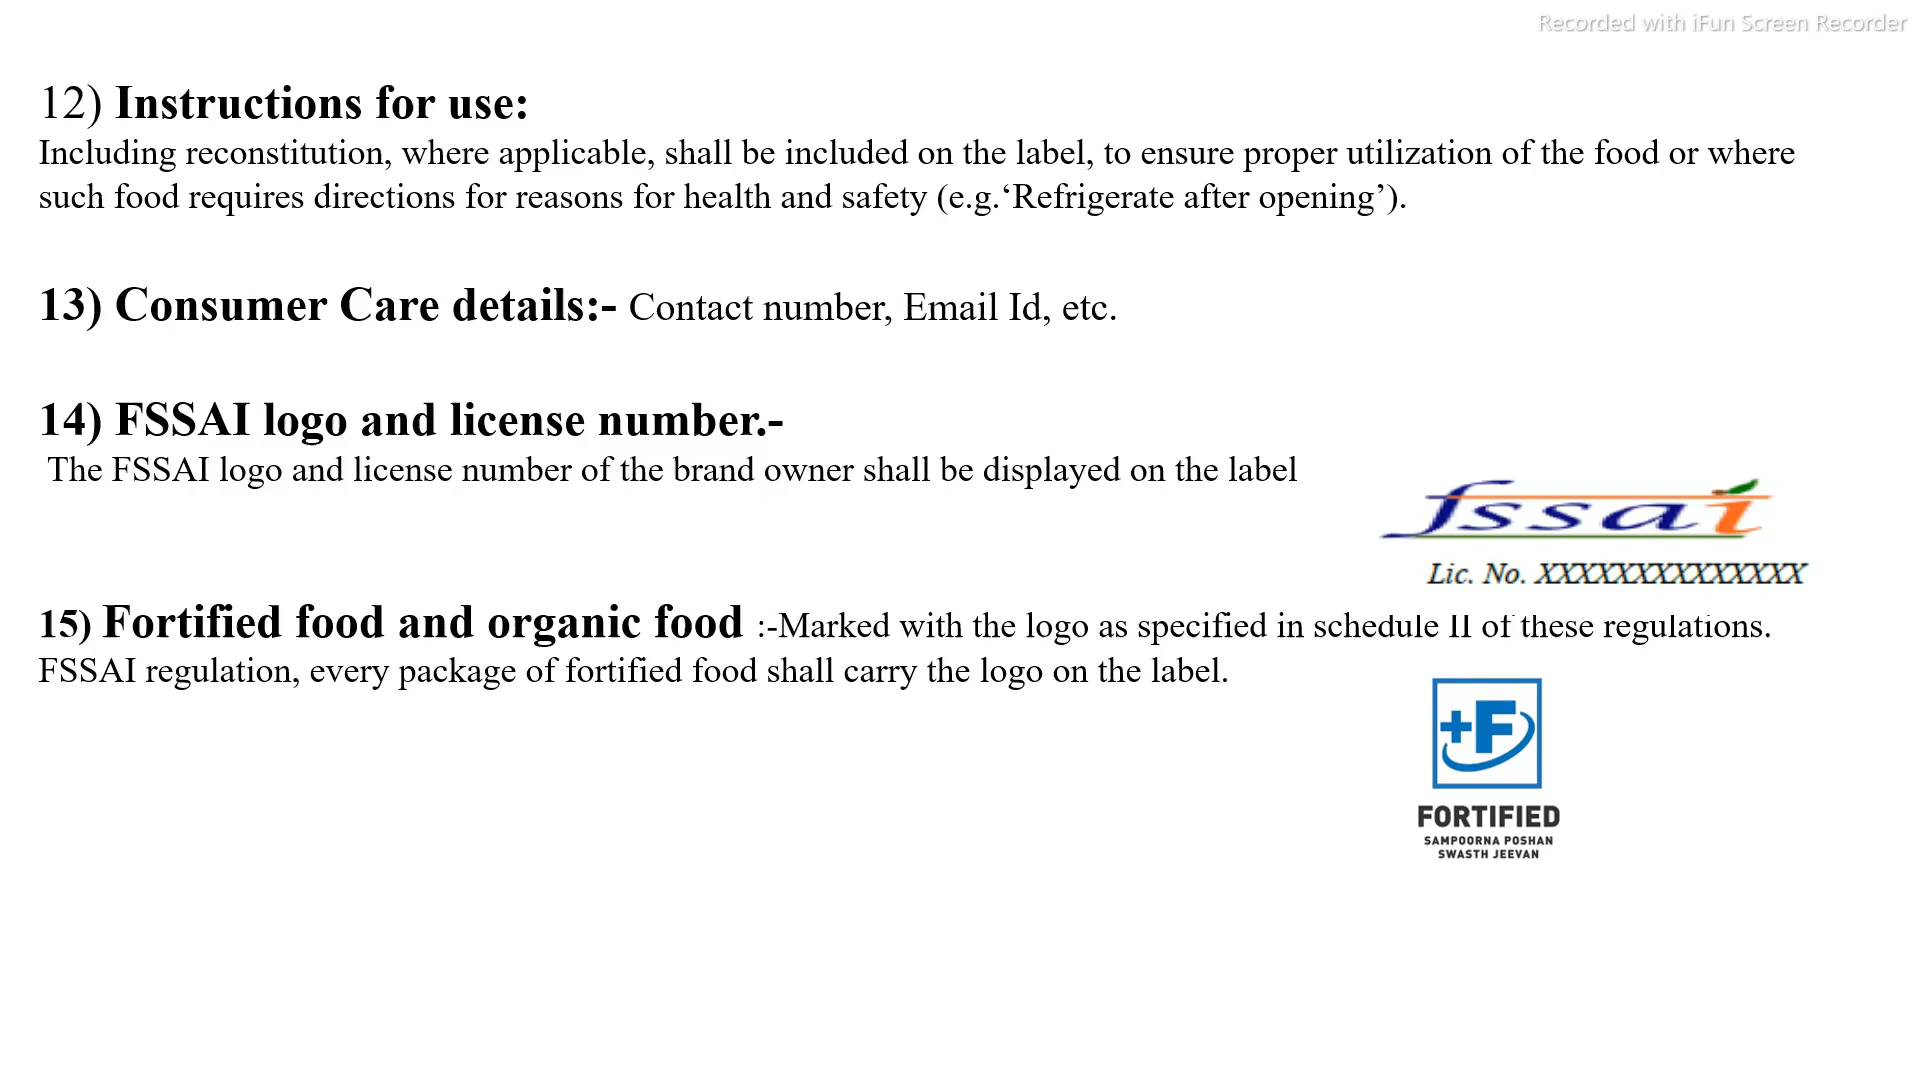 Recorded with iFun Screen Recorder
12) Instructions for use:
Including reconstitution, where applicable, shall be included on the label, to ensure proper utilization of the food or where
such food requires directions for reasons for health and safety (e.g.‘Refrigerate after opening’).
13) Consumer Care details:- Contact number, Email Id, etc.
14) FSSAI logo and license number.-
The FSSAI logo and license number of the brand owner shall be displayed on the label
fssai
Lic. No. XXXXXXXXXXXXXX
15) Fortified food and organic food :-Marked with the logo as specified in schedule II of these regulations.
FSSAI regulation, every package of fortified food shall carry the logo on the label.
+F
FORTIFIED
SAMPOORNA POSHAN
SWASTH JEEVAN